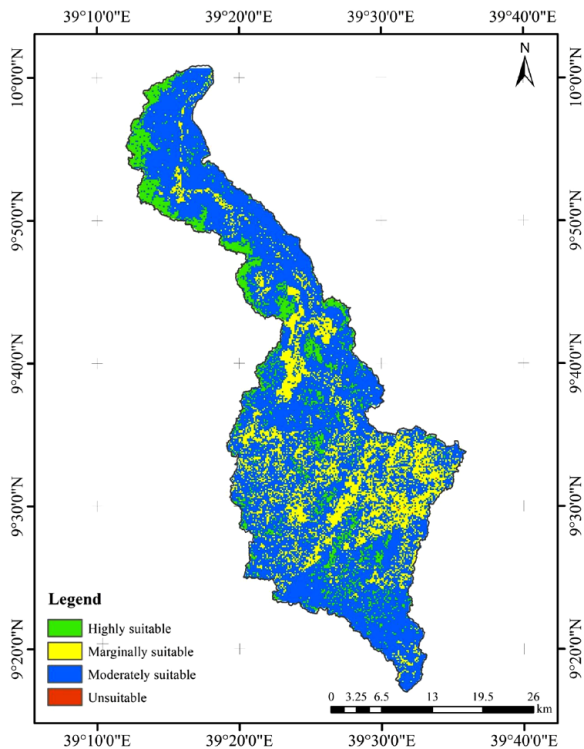 39°10'0"E 39°20'0"E 39°30'0"E 39°40'0"E
N
10°0'0"N 10°0'0"N
9°50'0"N 9°50'0"N
9°40'0"N 9°40'0"N
9°30'0"N 9°30'0"N
9°20'0"N 9°20'0"N
Legend
Highly suitable
Marginally suitable
Moderately suitable
Unsuitable
0 3.25 6.5 13 19.5 26
km
39°10'0"E 39°20'0"E 39°30'0"E 39°40'0"E